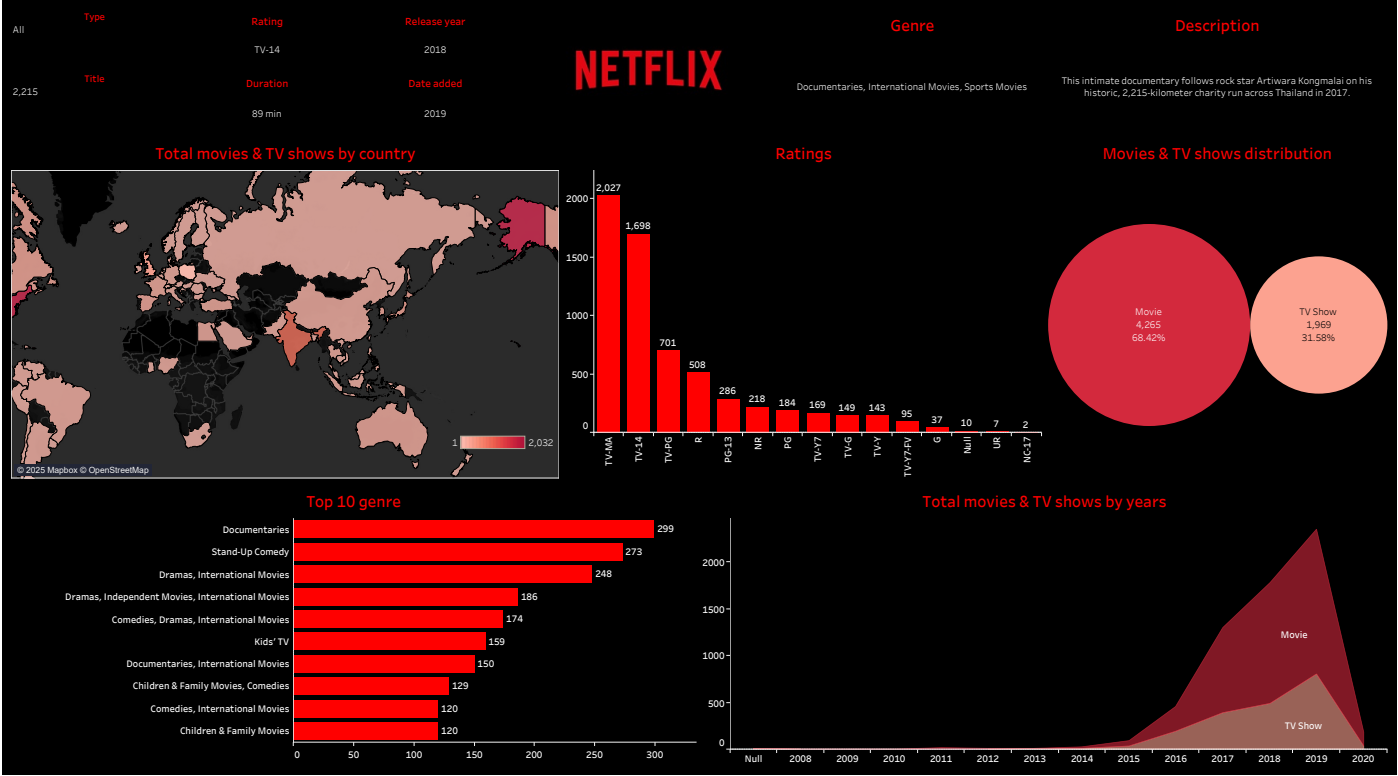 Type
All
Title
2,215
Rating
TV-14
Duration
89 min
Release year
2018
Date added
2019
NETFLIX
Genre
Documentaries, International Movies, Sports Movies
Description
This intimate documentary follows rock star Artiwara Kongmalai on his
historic, 2,215-kilometer charity run across Thailand in 2017.
Total movies & TV shows by country
1
2,032
© 2025 Mapbox © OpenStreetMap
Ratings
2000
1500
1000
500
0
2,027
1,698
701
508
286
218
184
169
149
143
95
37
10
7
2
TV-MA
TV-14
TV-PG
R
PG-13
NR
PG
TV-Y7
TV-G
TV-Y
TV-Y7-FV
G
Null
UR
NC-17
Movies & TV shows distribution
Movie
4,265
68.42%
TV Show
1,969
31.58%
Top 10 genre
Documentaries 299
Stand-Up Comedy 273
Dramas, International Movies 248
Dramas, Independent Movies, International Movies 186
Comedies, Dramas, International Movies 174
Kids' TV 159
Documentaries, International Movies 150
Children & Family Movies, Comedies 129
Comedies, International Movies 120
Children & Family Movies 120
0 50 100 150 200 250 300
Total movies & TV shows by years
2000
1500
1000
500
0
Movie
TV Show
Null 2008 2009 2010 2011 2012 2013 2014 2015 2016 2017 2018 2019 2020